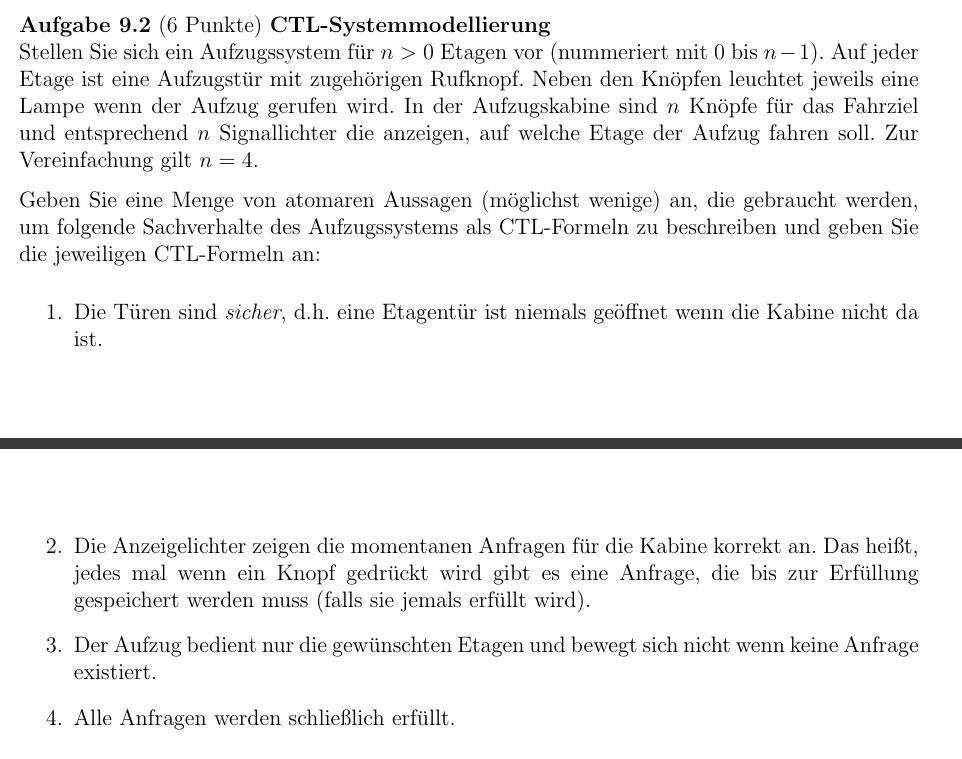 Aufgabe 9.2 (6 Punkte) CTL-Systemmodellierung
Stellen Sie sich ein Aufzugssystem für n > 0 Etagen vor (nummeriert mit 0 bis n − 1). Auf jeder
Etage ist eine Aufzugstür mit zugehörigen Rufknopf. Neben den Knöpfen leuchtet jeweils eine
Lampe wenn der Aufzug gerufen wird. In der Aufzugskabine sind n Knöpfe für das Fahrziel
und entsprechend n Signallichter die anzeigen, auf welche Etage der Aufzug fahren soll. Zur
Vereinfachung gilt n = 4.
Geben Sie eine Menge von atomaren Aussagen (möglichst wenige) an, die gebraucht werden,
um folgende Sachverhalte des Aufzugssystems als CTL-Formeln zu beschreiben und geben Sie
die jeweiligen CTL-Formeln an:
1. Die Türen sind sicher, d.h. eine Etagentür ist niemals geöffnet wenn die Kabine nicht da
ist.
2. Die Anzeigelichter zeigen die momentanen Anfragen für die Kabine korrekt an. Das heißt,
jedes mal wenn ein Knopf gedrückt wird gibt es eine Anfrage, die bis zur Erfüllung
gespeichert werden muss (falls sie jemals erfüllt wird).
3. Der Aufzug bedient nur die gewünschten Etagen und bewegt sich nicht wenn keine Anfrage
existiert.
4. Alle Anfragen werden schließlich erfüllt.